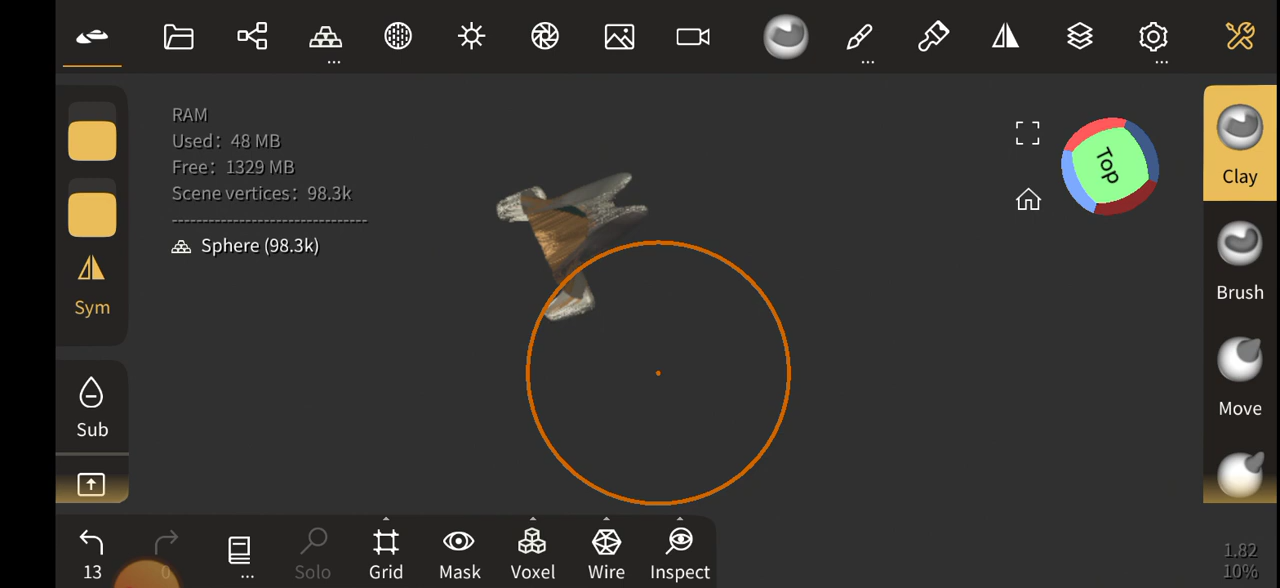 RAM
Used: 48 MB
Free: 1329 MB
Scene vertices: 98.3k
--------------------------------
Sphere (98.3k)
Top
Sym
Sub
Clay
Brush
Move
13
0
...
Solo
Grid
Mask
Voxel
Wire
Inspect
1.82
10%